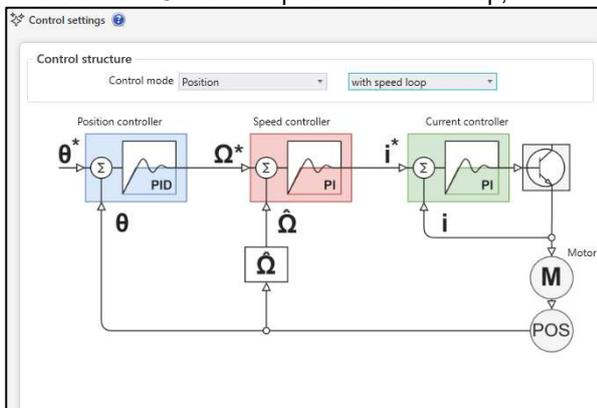 Control settings ?
Control structure
Control mode Position with speed loop
Position controller Speed controller Current controller
θ* Σ PID Ω* Σ PI i* Σ PI
θ Ω̂ i
Ω̂
Motor
M
POS